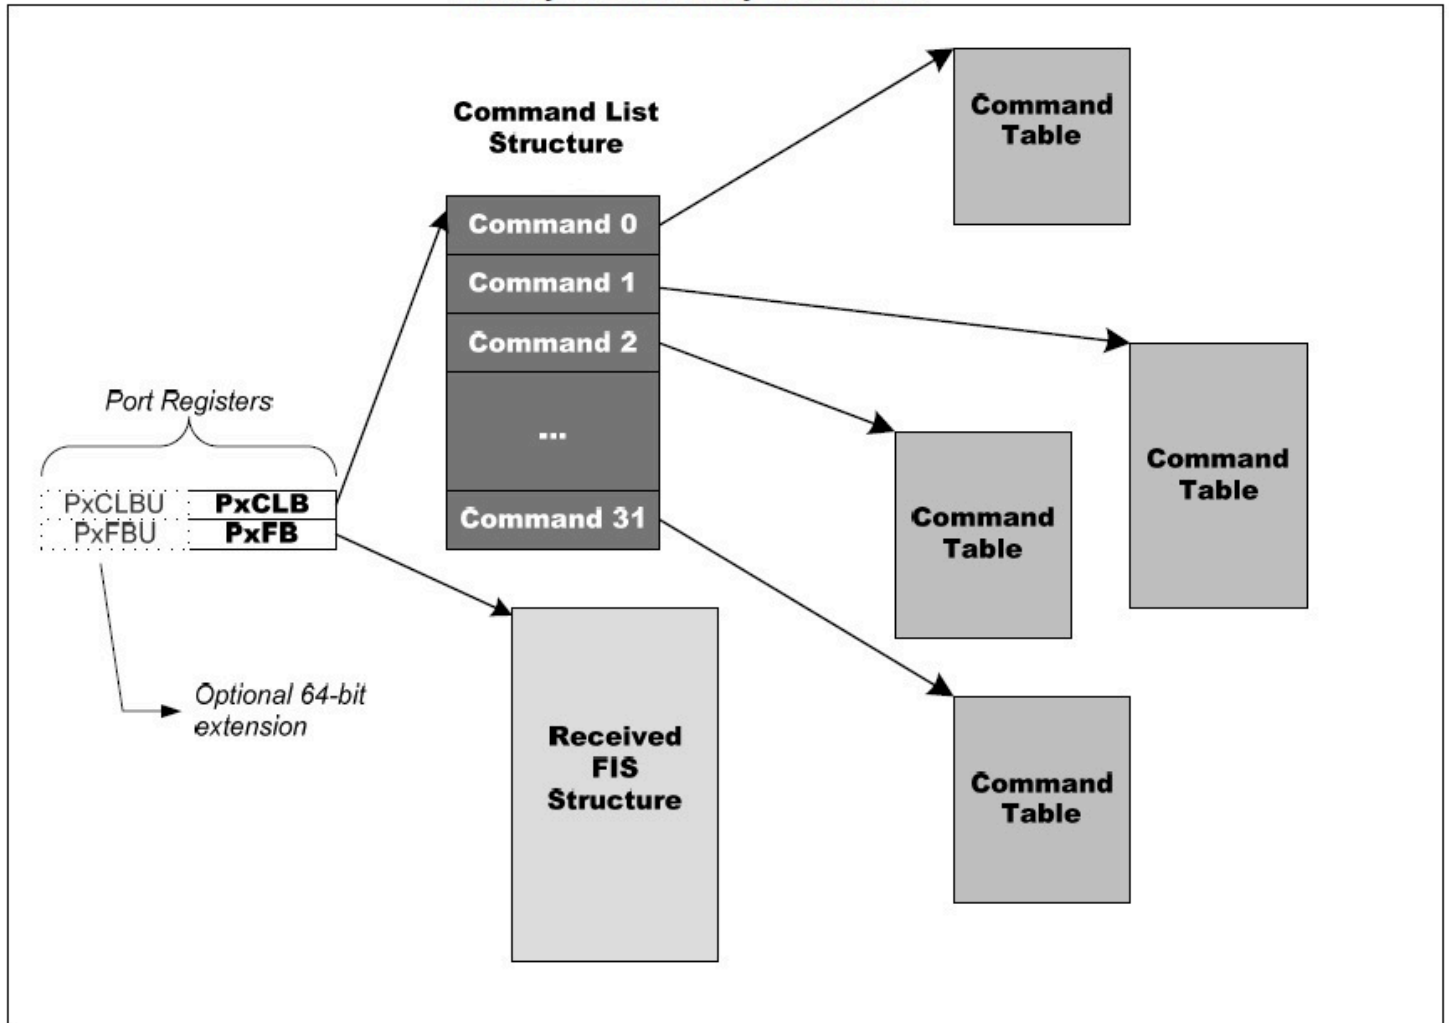 Command List
Structure
Command 0
Command 1
Command 2
...
Command 31
Command
Table
Command
Table
Command
Table
Command
Table
Port Registers
PxCLBU PxCLB
PxFBU PxFB
Optional 64-bit
extension
Received
FIS
Structure